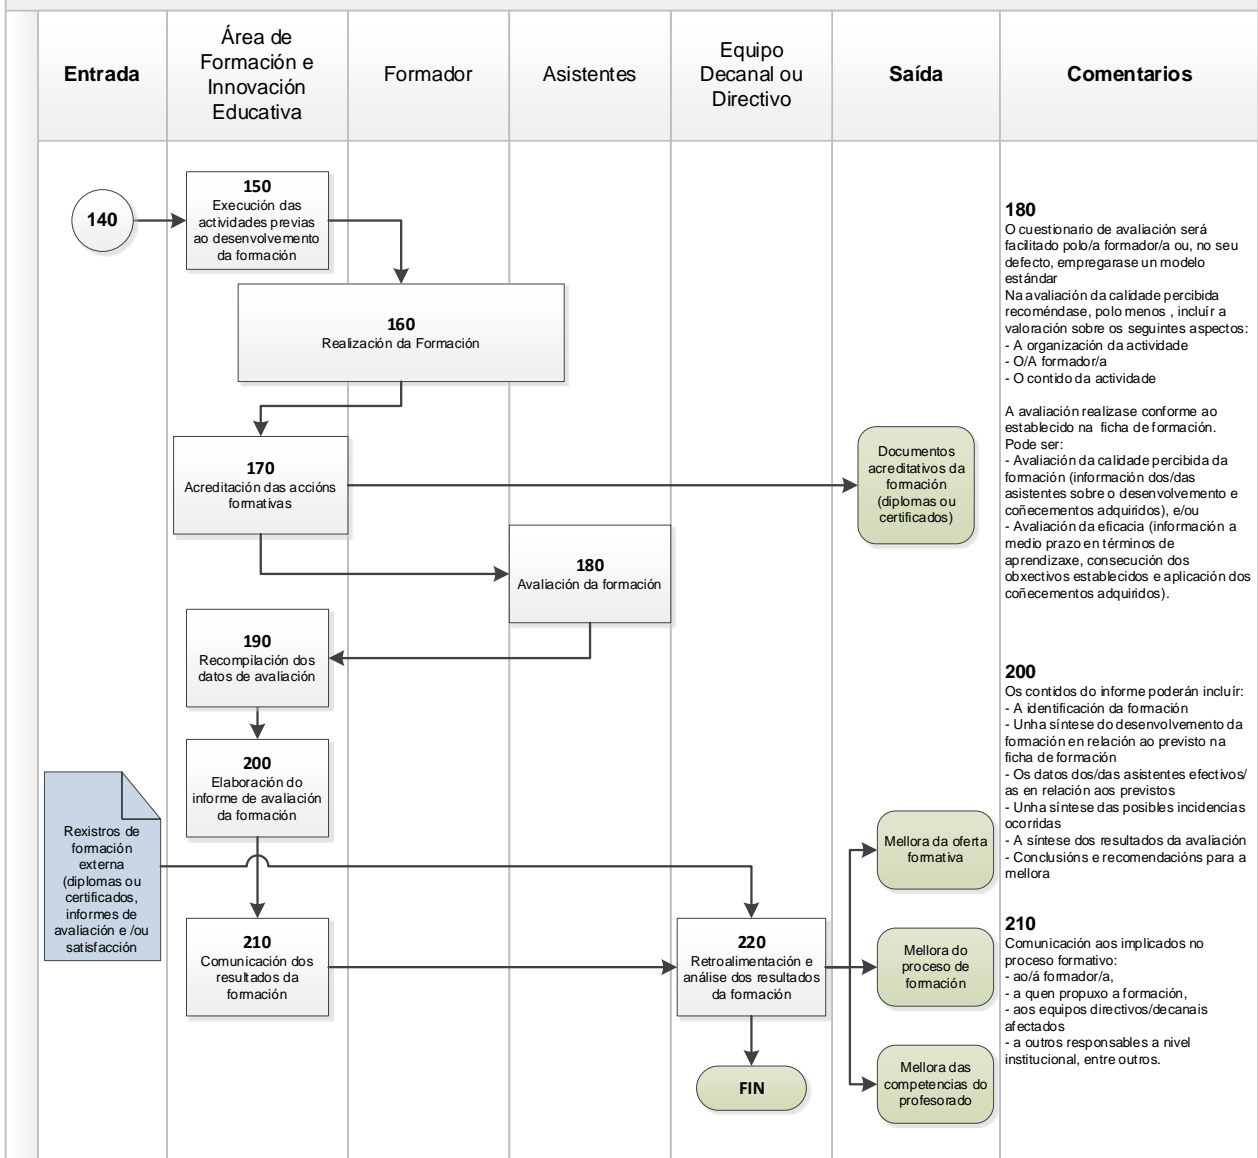 Entrada
Área de
Formación e
Innovación
Educativa
Formador
Asistentes
Equipo
Decanal ou
Directivo
Saída
Comentarios
140
150
Execución das
actividades previas
ao desenvolvemento
da formación
160
Realización da Formación
170
Acreditación das accións
formativas
Documentos
acreditativos da
formación
(diplomas ou
certificados)
180
Avaliación da formación
190
Recompilación dos
datos de avaliación
200
Elaboración do
informe de avaliación
da formación
Rexistros de
formación
externa
(diplomas ou
certificados,
informes de
avaliación e /ou
satisfacción
210
Comunicación dos
resultados da
formación
220
Retroalimentación e
análise dos resultados
da formación
FIN
Mellora da oferta
formativa
Mellora do
proceso de
formación
Mellora das
competencias do
profesorado
180
O cuestionario de avaliación será
facilitado polo/a formador/a ou, no seu
defecto, empregarase un modelo
estándar
Na avaliación da calidade percibida
recoméndase, polo menos , incluír a
valoración sobre os seguintes aspectos:
- A organización da actividade
- O/A formador/a
- O contido da actividade
A avaliación realizase conforme ao
establecido na ficha de formación.
Pode ser:
- Avaliación da calidade percibida da
formación (información dos/das
asistentes sobre o desenvolvemento e
coñecementos adquiridos), e/ou
- Avaliación da eficacia (información a
medio prazo en términos de
aprendizaxe, consecución dos
obxectivos establecidos e aplicación dos
coñecementos adquiridos).
200
Os contidos do informe poderán incluír:
- A identificación da formación
- Unha síntese do desenvolvemento da
formación en relación ao previsto na
ficha de formación
- Os datos dos/das asistentes efectivos/
as en relación aos previstos
- Unha síntese das posibles incidencias
ocorridas
- A síntese dos resultados da avaliación
- Conclusións e recomendacións para a
mellora
210
Comunicación aos implicados no
proceso formativo:
- ao/á formador/a,
- a quen propuxo a formación,
- aos equipos directivos/decanais
afectados
- a outros responsables a nivel
institucional, entre outros.